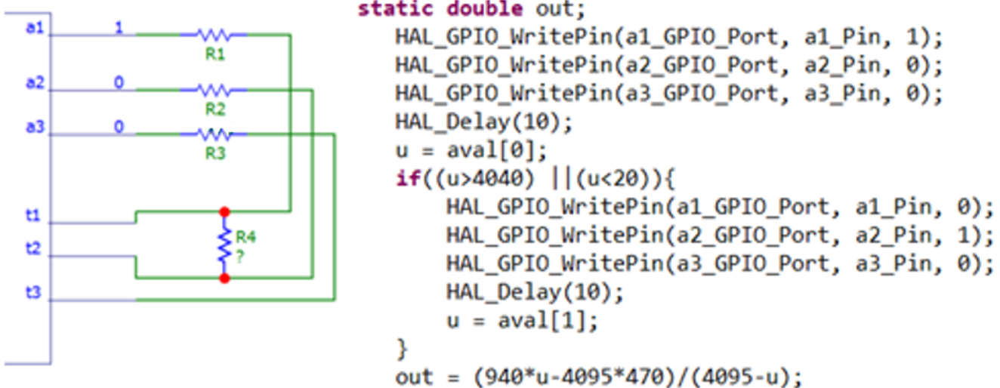 a1 1
R1
a2 0
R2
a3 0
R3
t1
R4
t2
?
t3
static double out;
HAL_GPIO_WritePin(a1_GPIO_Port, a1_Pin, 1);
HAL_GPIO_WritePin(a2_GPIO_Port, a2_Pin, 0);
HAL_GPIO_WritePin(a3_GPIO_Port, a3_Pin, 0);
HAL_Delay(10);
u = aval[0];
if((u>4040) ||(u<20)){
HAL_GPIO_WritePin(a1_GPIO_Port, a1_Pin, 0);
HAL_GPIO_WritePin(a2_GPIO_Port, a2_Pin, 1);
HAL_GPIO_WritePin(a3_GPIO_Port, a3_Pin, 0);
HAL_Delay(10);
u = aval[1];
}
out = (940*u-4095*470)/(4095-u);